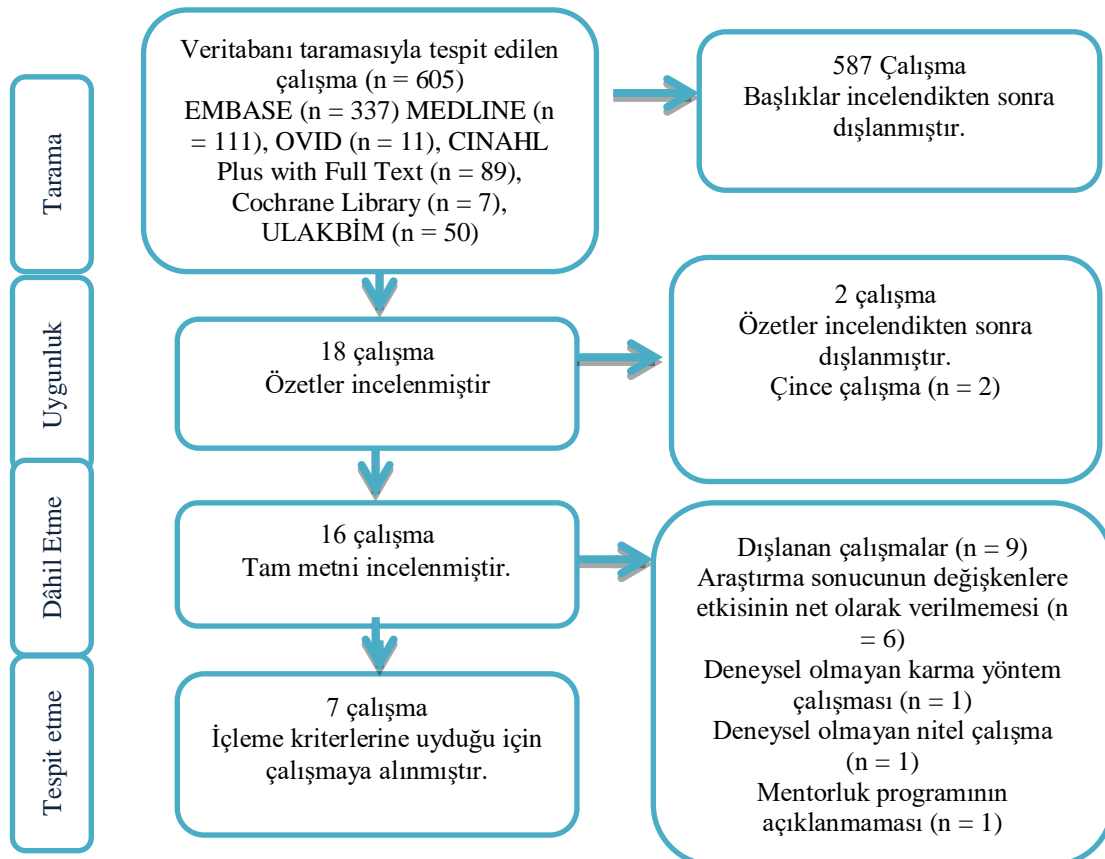 Tarama
Veritabanı taramasıyla tespit edilen
çalışma (n = 605)
EMBASE (n = 337) MEDLINE (n
= 111), OVID (n = 11), CINAHL
Plus with Full Text (n = 89),
Cochrane Library (n = 7),
ULAKBİM (n = 50)
587 Çalışma
Başlıklar incelendikten sonra
dışlanmıştır.
Uygunluk
18 çalışma
Özetler incelenmiştir
2 çalışma
Özetler incelendikten sonra
dışlanmıştır.
Çince çalışma (n = 2)
Dâhil Etme
16 çalışma
Tam metni incelenmiştir.
Dışlanan çalışmalar (n = 9)
Araştırma sonucunun değişkenlere
etkisinin net olarak verilmemesi (n
= 6)
Deneysel olmayan karma yöntem
çalışması (n = 1)
Deneysel olmayan nitel çalışma
(n = 1)
Mentorluk programının
açıklanmaması (n = 1)
Tespit etme
7 çalışma
İçleme kriterlerine uyduğu için
çalışmaya alınmıştır.